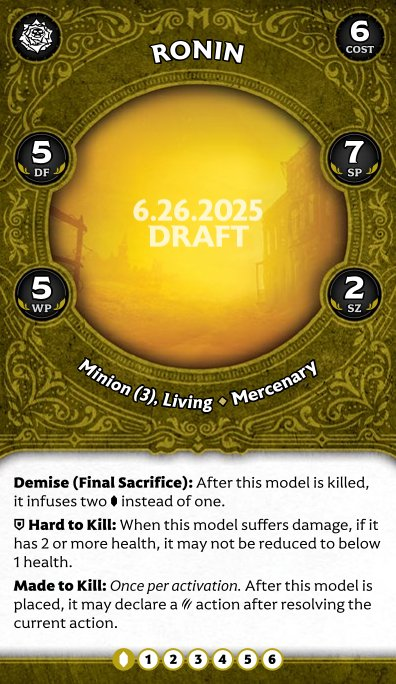 RONIN
6
COST
5
DF
7
SP
6.26.2025
DRAFT
5
WP
2
SZ
Minion (3), Living ⬥ Mercenary
Demise (Final Sacrifice): After this model is killed,
it infuses two instead of one.
Hard to Kill: When this model suffers damage, if it
has 2 or more health, it may not be reduced to below
1 health.
Made to Kill: Once per activation. After this model is
placed, it may declare a action after resolving the
current action.
1 2 3 4 5 6